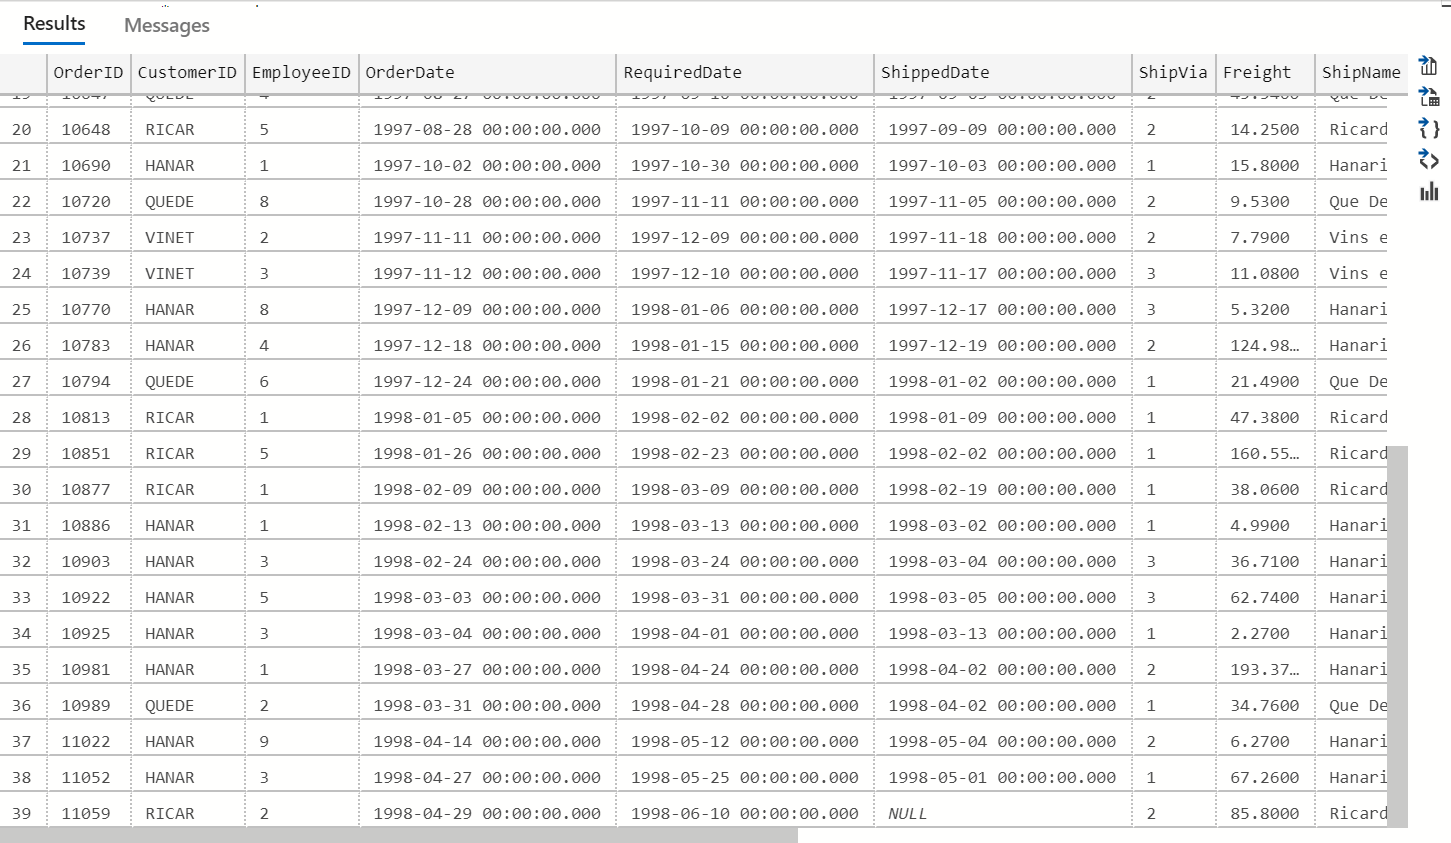 Results Messages
OrderID CustomerID EmployeeID OrderDate RequiredDate ShippedDate ShipVia Freight ShipName
20 10648 RICAR 5 1997-08-28 00:00:00.000 1997-10-09 00:00:00.000 1997-09-09 00:00:00.000 2 14.2500 Ricard
21 10690 HANAR 1 1997-10-02 00:00:00.000 1997-10-30 00:00:00.000 1997-10-03 00:00:00.000 1 15.8000 Hanari
22 10720 QUEDE 8 1997-10-28 00:00:00.000 1997-11-11 00:00:00.000 1997-11-05 00:00:00.000 2 9.5300 Que De
23 10737 VINET 2 1997-11-11 00:00:00.000 1997-12-09 00:00:00.000 1997-11-18 00:00:00.000 2 7.7900 Vins e
24 10739 VINET 3 1997-11-12 00:00:00.000 1997-12-10 00:00:00.000 1997-11-17 00:00:00.000 3 11.0800 Vins e
25 10770 HANAR 8 1997-12-09 00:00:00.000 1998-01-06 00:00:00.000 1997-12-17 00:00:00.000 3 5.3200 Hanari
26 10783 HANAR 4 1997-12-18 00:00:00.000 1998-01-15 00:00:00.000 1997-12-19 00:00:00.000 2 124.98… Hanari
27 10794 QUEDE 6 1997-12-24 00:00:00.000 1998-01-21 00:00:00.000 1998-01-02 00:00:00.000 1 21.4900 Que De
28 10813 RICAR 1 1998-01-05 00:00:00.000 1998-02-02 00:00:00.000 1998-01-09 00:00:00.000 1 47.3800 Ricard
29 10851 RICAR 5 1998-01-26 00:00:00.000 1998-02-23 00:00:00.000 1998-02-02 00:00:00.000 1 160.55… Ricard
30 10877 RICAR 1 1998-02-09 00:00:00.000 1998-03-09 00:00:00.000 1998-02-19 00:00:00.000 1 38.0600 Ricard
31 10886 HANAR 1 1998-02-13 00:00:00.000 1998-03-13 00:00:00.000 1998-03-02 00:00:00.000 1 4.9900 Hanari
32 10903 HANAR 3 1998-02-24 00:00:00.000 1998-03-24 00:00:00.000 1998-03-04 00:00:00.000 3 36.7100 Hanari
33 10922 HANAR 5 1998-03-03 00:00:00.000 1998-03-31 00:00:00.000 1998-03-05 00:00:00.000 3 62.7400 Hanari
34 10925 HANAR 3 1998-03-04 00:00:00.000 1998-04-01 00:00:00.000 1998-03-13 00:00:00.000 1 2.2700 Hanari
35 10981 HANAR 1 1998-03-27 00:00:00.000 1998-04-24 00:00:00.000 1998-04-02 00:00:00.000 2 193.37… Hanari
36 10989 QUEDE 2 1998-03-31 00:00:00.000 1998-04-28 00:00:00.000 1998-04-02 00:00:00.000 1 34.7600 Que De
37 11022 HANAR 9 1998-04-14 00:00:00.000 1998-05-12 00:00:00.000 1998-05-04 00:00:00.000 2 6.2700 Hanari
38 11052 HANAR 3 1998-04-27 00:00:00.000 1998-05-25 00:00:00.000 1998-05-01 00:00:00.000 1 67.2600 Hanari
39 11059 RICAR 2 1998-04-29 00:00:00.000 1998-06-10 00:00:00.000 NULL 2 85.8000 Ricard